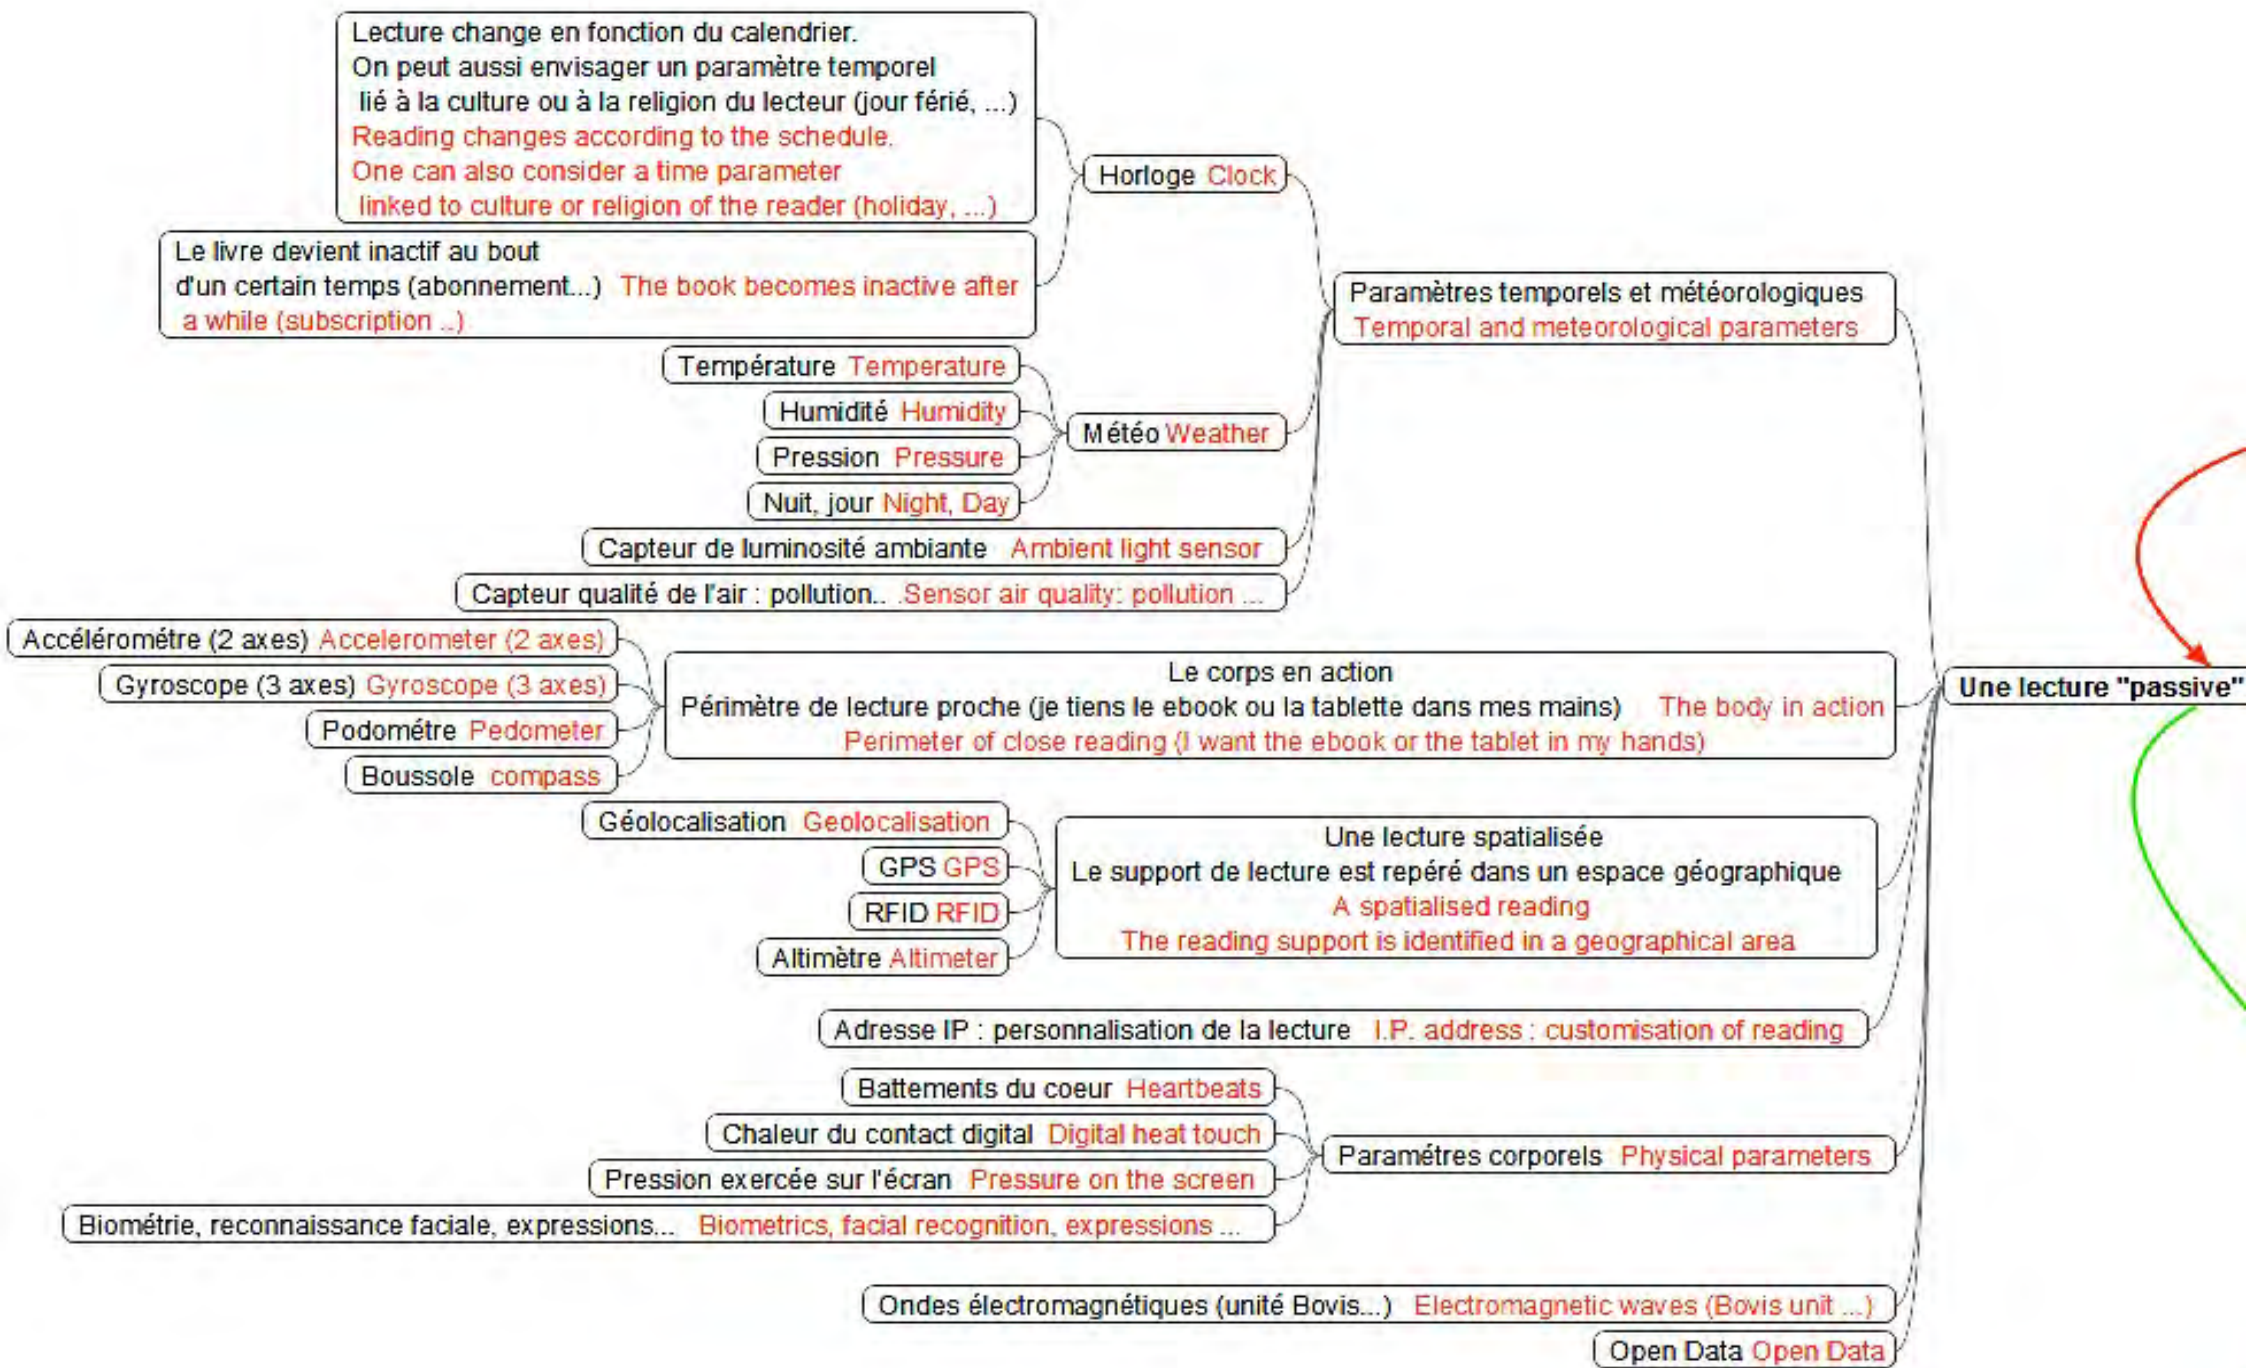 Lecture change en fonction du calendrier.
On peut aussi envisager un paramètre temporel
lié à la culture ou à la religion du lecteur (jour férié, ...)
Reading changes according to the schedule.
One can also consider a time parameter
linked to culture or religion of the reader (holiday, ...)
Horloge Clock
Le livre devient inactif au bout
d'un certain temps (abonnement...) The book becomes inactive after
a while (subscription ..)
Paramètres temporels et météorologiques
Temporal and meteorological parameters
Température Temperature
Humidité Humidity
Météo Weather
Pression Pressure
Nuit, jour Night, Day
Capteur de luminosité ambiante Ambient light sensor
Capteur qualité de l'air : pollution.. .Sensor air quality: pollution ...
Accélérométre (2 axes) Accelerometer (2 axes)
Gyroscope (3 axes) Gyroscope (3 axes)
Podométre Pedometer
Boussole compass
Le corps en action
Périmètre de lecture proche (je tiens le ebook ou la tablette dans mes mains) The body in action
Perimeter of close reading (I want the ebook or the tablet in my hands)
Une lecture "passive"
Géolocalisation Geolocalisation
GPS GPS
RFID RFID
Altimètre Altimeter
Une lecture spatialisée
Le support de lecture est repéré dans un espace géographique
A spatialised reading
The reading support is identified in a geographical area
Adresse IP : personnalisation de la lecture I.P. address : customisation of reading
Battements du coeur Heartbeats
Chaleur du contact digital Digital heat touch
Paramétres corporels Physical parameters
Pression exercée sur l'écran Pressure on the screen
Biométrie, reconnaissance faciale, expressions... Biometrics, facial recognition, expressions ...
Ondes électromagnétiques (unité Bovis...) Electromagnetic waves (Bovis unit ...)
Open Data Open Data